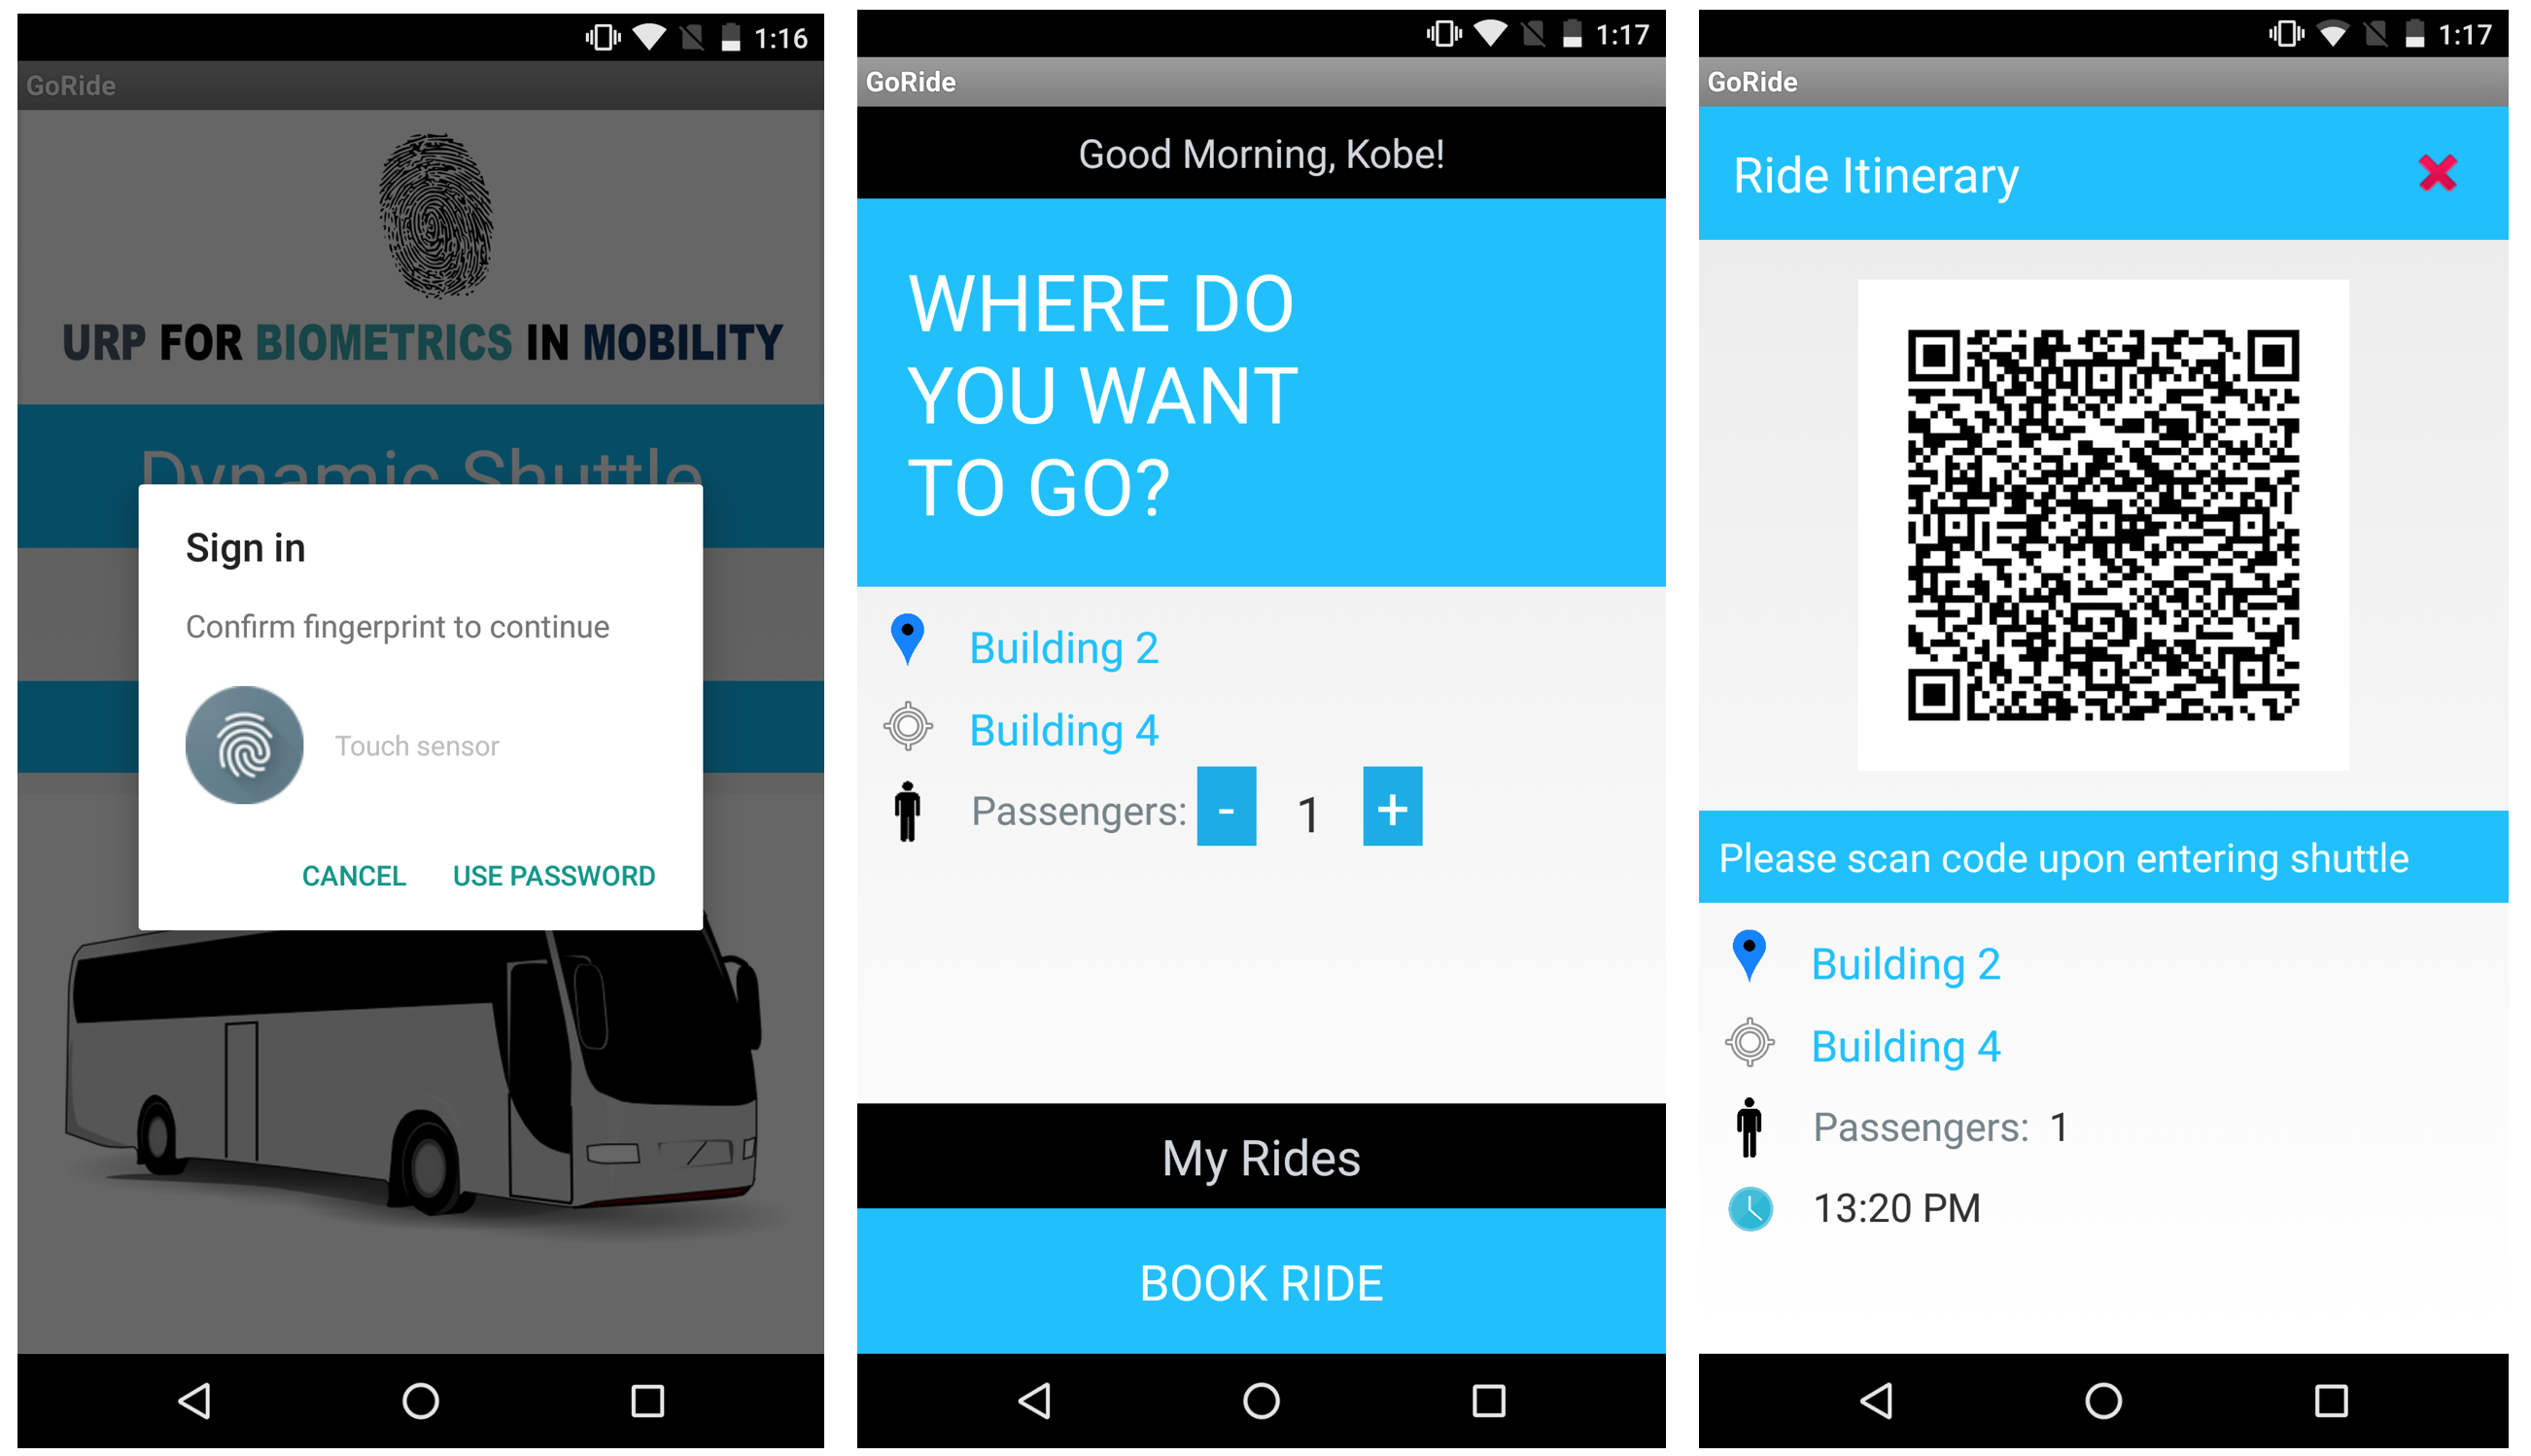 1:16
GoRide
URP FOR BIOMETRICS IN MOBILITY
Dynamic Shuttle
Sign in
Confirm fingerprint to continue
Touch sensor
CANCEL USE PASSWORD
1:17
GoRide
Good Morning, Kobe!
WHERE DO
YOU WANT
TO GO?
Building 2
Building 4
Passengers: - 1 +
My Rides
BOOK RIDE
1:17
GoRide
Ride Itinerary
Please scan code upon entering shuttle
Building 2
Building 4
Passengers: 1
13:20 PM